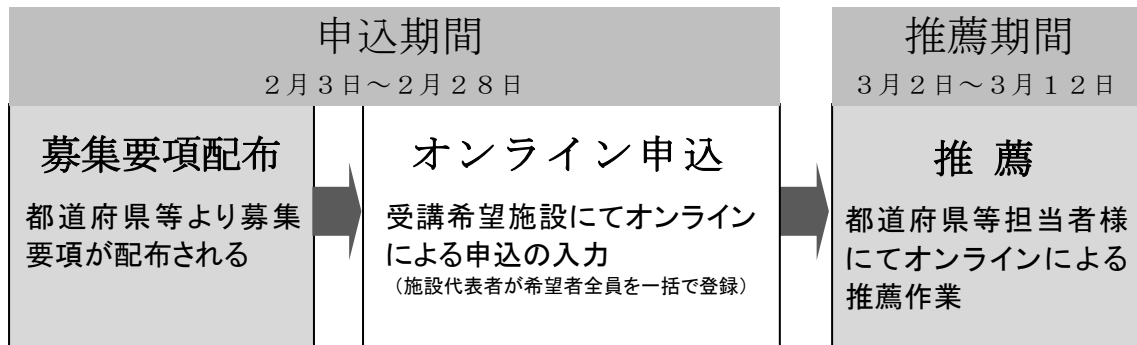 申込期間
２月３日～２月２８日
募集要項配布
都道府県等より募集
要項が配布される
オンライン申込
受講希望施設にてオンライン
による申込の入力
（施設代表者が希望者全員を一括で登録）
推薦期間
３月２日～３月１２日
推 薦
都道府県等担当者様
にてオンラインによる
推薦作業